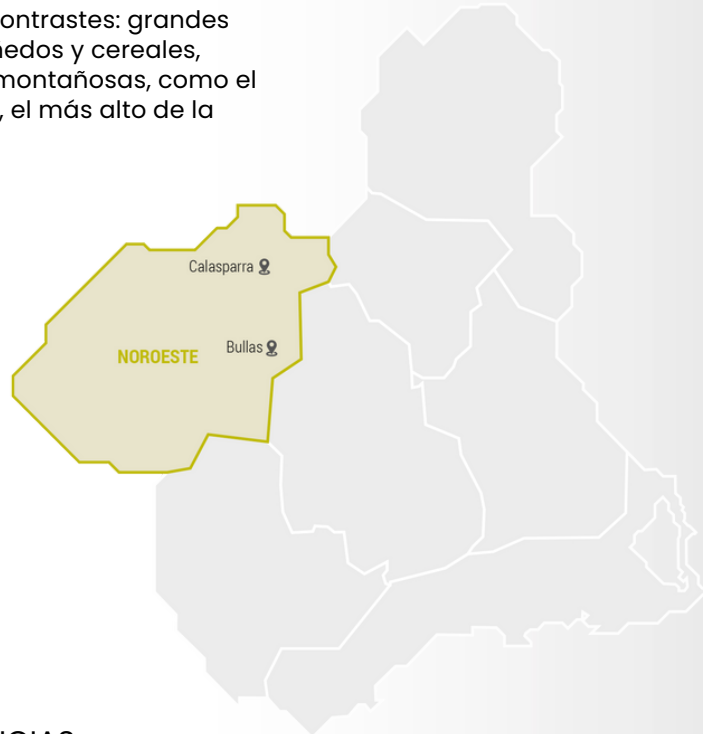 ontrastes: grandes
nedos y cereales,
montañosas, como el
, el más alto de la
Calasparra
Bullas
NOROESTE